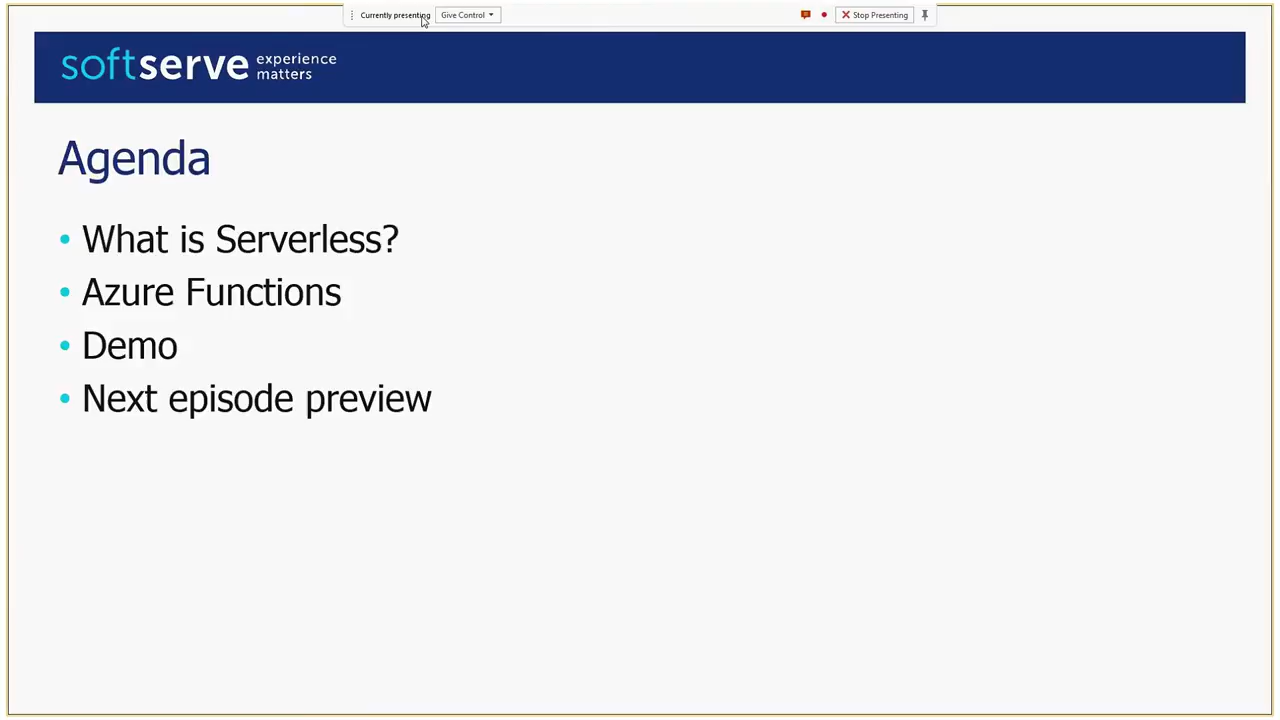 Currently presenting Give Control Stop Presenting
softserve experience matters
Agenda
• What is Serverless?
• Azure Functions
• Demo
• Next episode preview